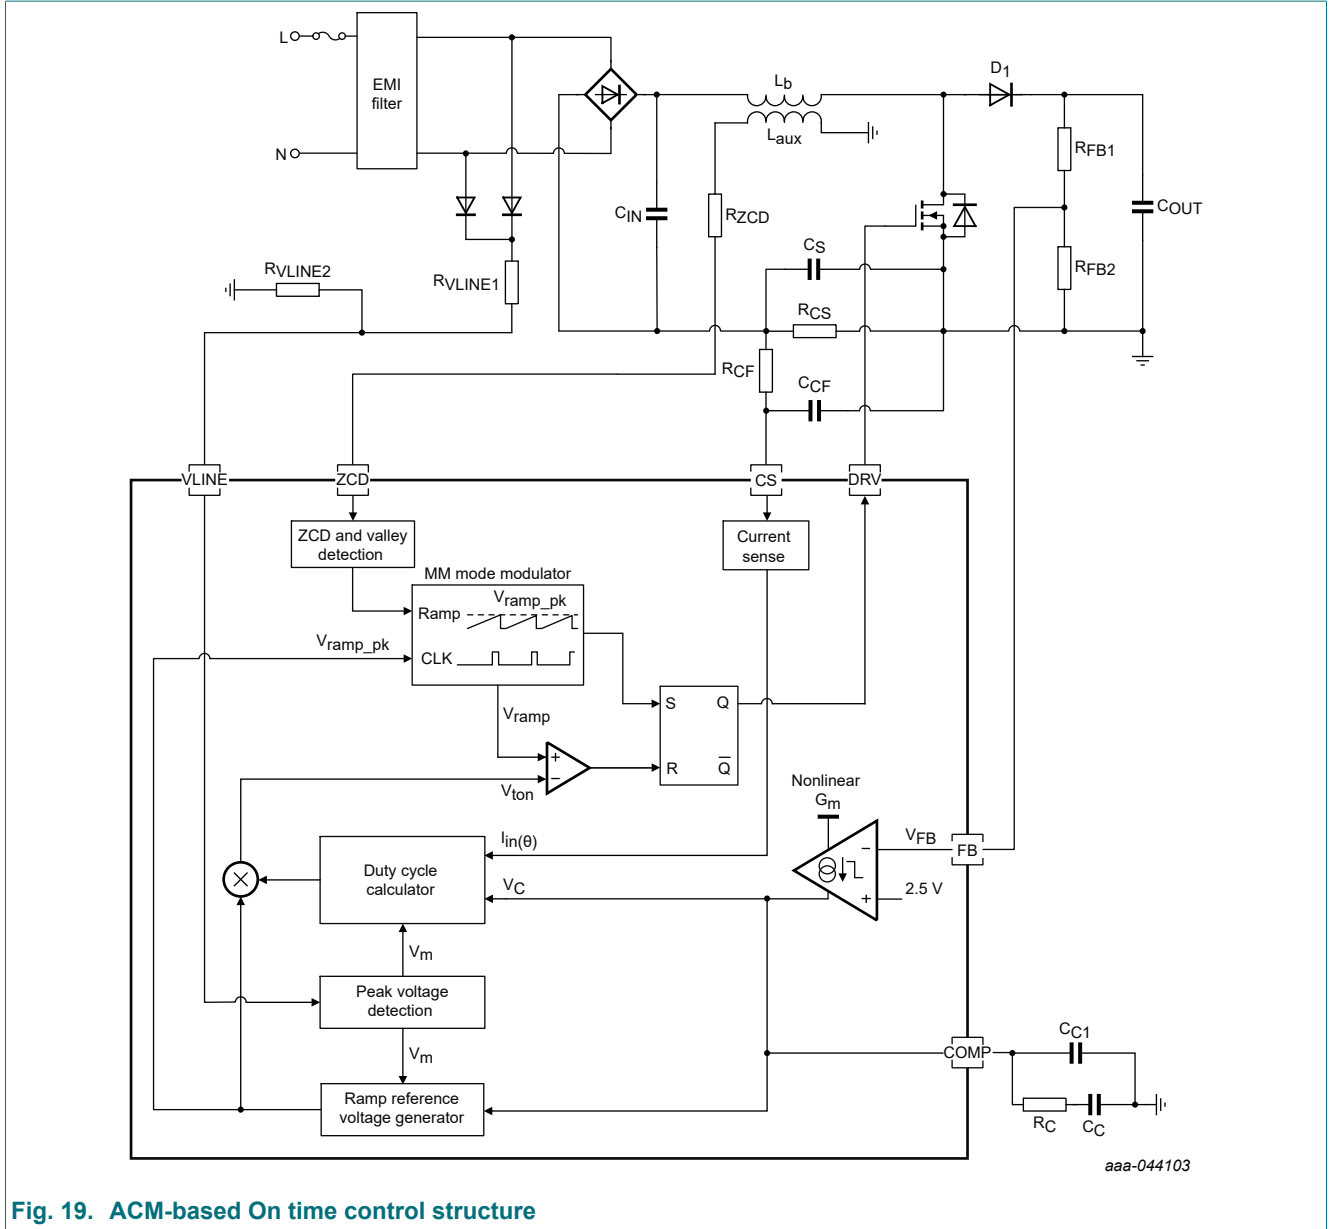 L
EMI
filter
N
Lb
Laux
D1
RFB1
CIN
RZCD
COUT
CS
RFB2
RVLINE2
RVLINE1
RCS
RCF
CCF
VLINE
ZCD
CS
DRV
ZCD and valley
detection
Current
sense
MM mode modulator
Ramp
Vramp_pk
Vramp_pk
CLK
Vramp
S
Q
R
Q̅
+
−
Vton
Nonlinear
Gm
Iin(θ)
VFB
−
FB
Duty cycle
calculator
VC
+
2.5 V
Vm
Peak voltage
detection
Vm
COMP
CC1
Ramp reference
voltage generator
RC
CC
aaa-044103
Fig. 19. ACM-based On time control structure